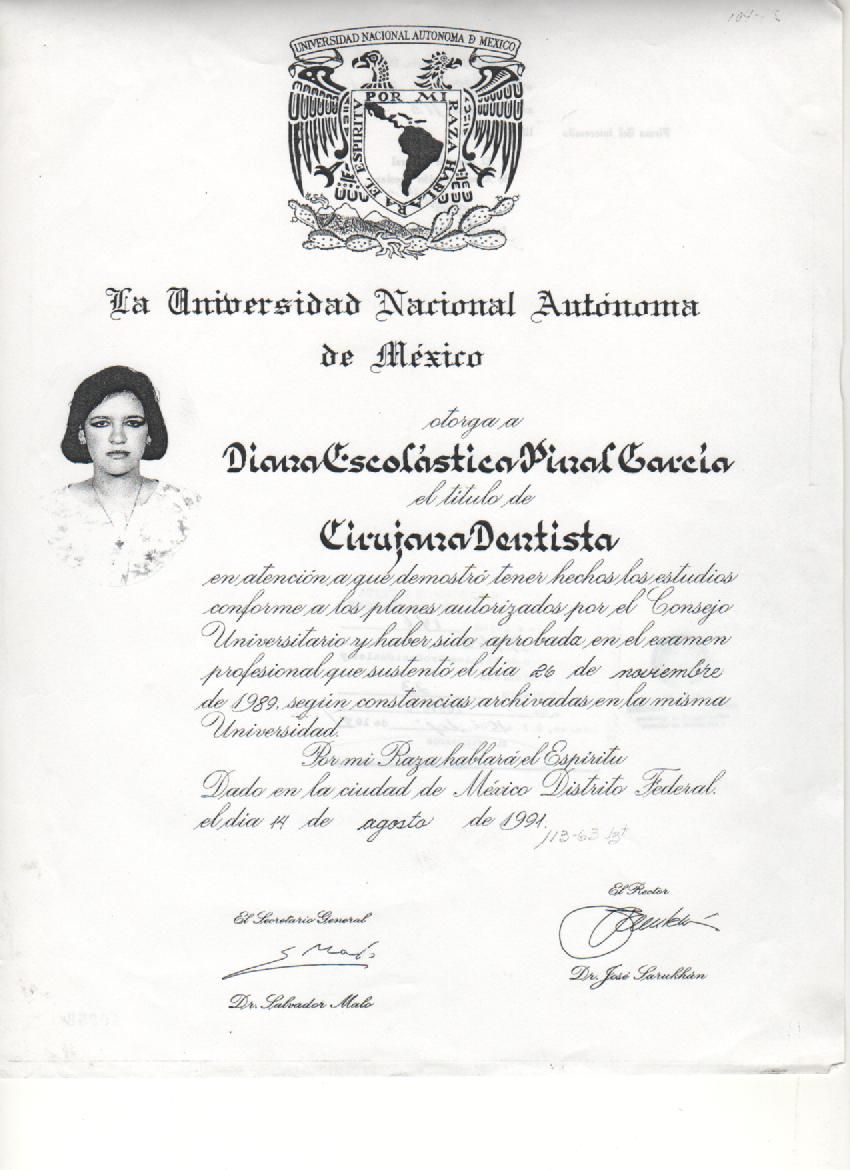 UNIVERSIDAD NACIONAL AUTONOMA D MEXICO
POR MI RAZA HABLARA EL ESPIRITU
La Universidad Nacional Autónoma
de México
otorga a
Diana Escolástica Pinal García
el título de
Cirujana Dentista
en atención a que demostró tener hechos los estudios
conforme a los planes autorizados por el Consejo
Universitario y haber sido aprobada en el examen
profesional que sustentó el día 26 de noviembre
de 1989, según constancias archivadas en la misma
Universidad.
Por mi Raza hablará el Espíritu
Dado en la ciudad de México Distrito Federal.
el día 14 de agosto de 1991.
El Rector
El Secretario General
Dr. José Sarukhán
Dr. Salvador Malo